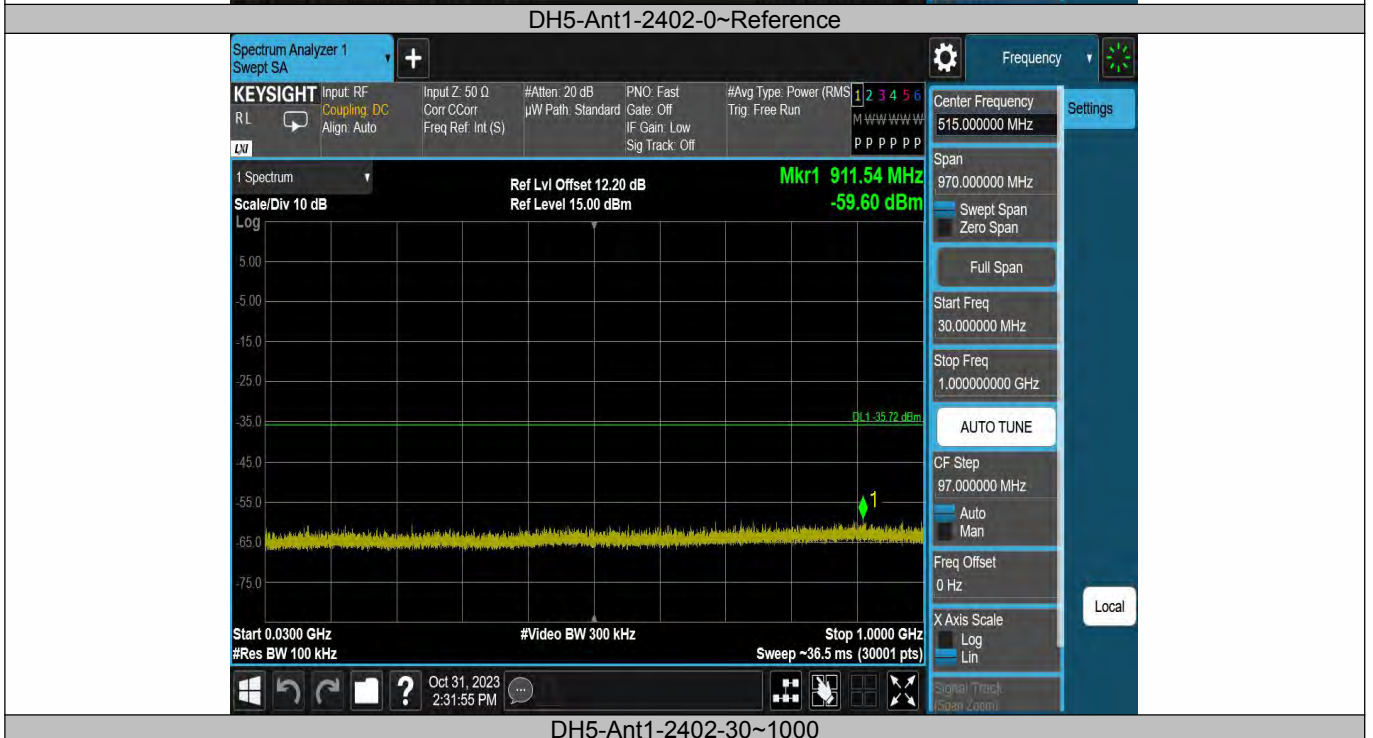 DH5-Ant1-2402-0~Reference
Spectrum Analyzer 1
Swept SA
+
Frequency
KEYSIGHT
RL
LXI
Input: RF
Coupling: DC
Align: Auto
Input Z: 50 Ω
Corr CCorr
Freq Ref: Int (S)
#Atten: 20 dB
µW Path: Standard
PNO: Fast
Gate: Off
IF Gain: Low
Sig Track: Off
#Avg Type: Power (RMS
Trig: Free Run
1 2 3 4 5 6
M W W W W W
P P P P P P
1 Spectrum
Scale/Div 10 dB
Ref Lvl Offset 12.20 dB
Ref Level 15.00 dBm
Mkr1 911.54 MHz
-59.60 dBm
Log
5.00
-5.00
-15.0
-25.0
-35.0
-45.0
-55.0
-65.0
-75.0
DL1 -35.72 dBm
1
Start 0.0300 GHz
#Res BW 100 kHz
#Video BW 300 kHz
Stop 1.0000 GHz
Sweep ~36.5 ms (30001 pts)
Center Frequency
515.000000 MHz
Settings
Span
970.000000 MHz
Swept Span
Zero Span
Full Span
Start Freq
30.000000 MHz
Stop Freq
1.000000000 GHz
AUTO TUNE
CF Step
97.000000 MHz
Auto
Man
Freq Offset
0 Hz
X Axis Scale
Log
Lin
Local
Signal Track
(Span Zoom)
?
Oct 31, 2023
2:31:55 PM
DH5-Ant1-2402-30~1000